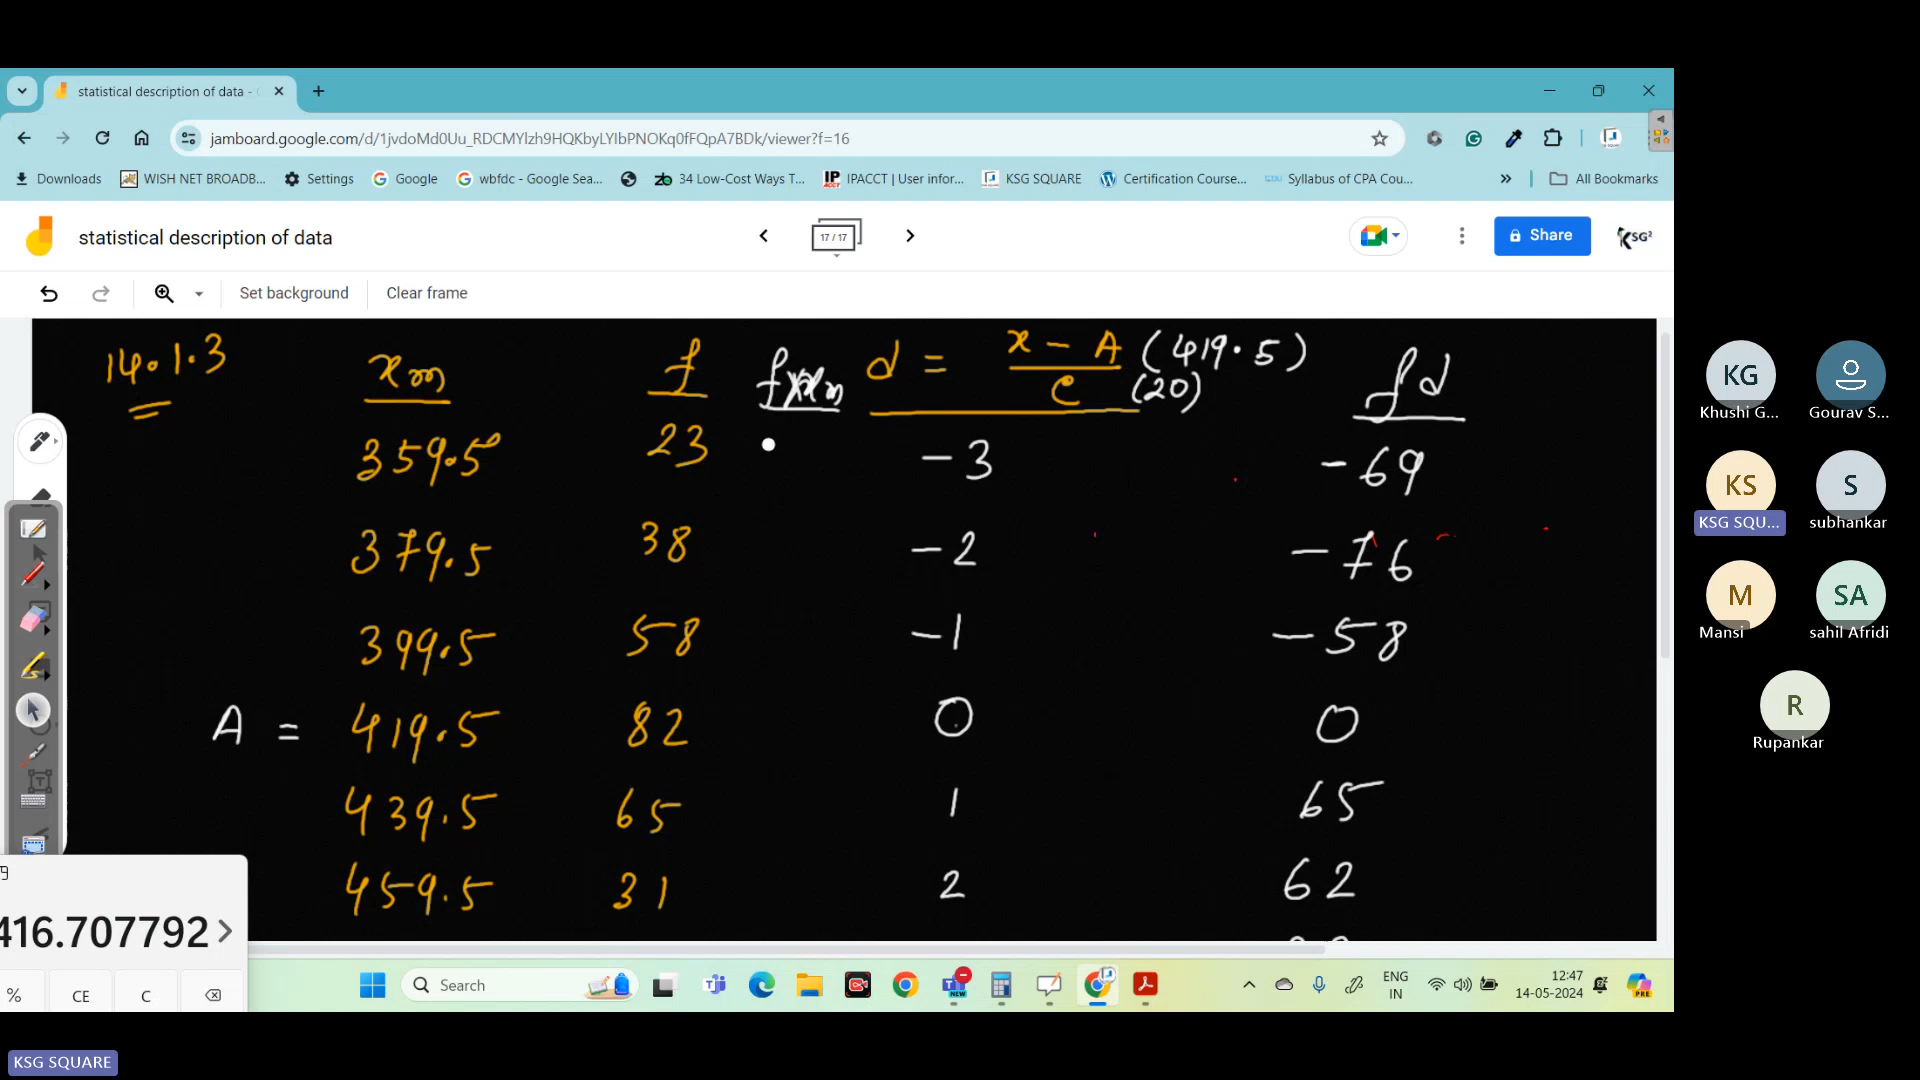 statistical description of data -
jamboard.google.com/d/1jvdoMd0Uu_RDCMYlzh9HQKbyLYlbPNOKq0fFQpA7BDk/viewer?f=16
Downloads WISH NET BROADB... Settings Google wbfdc - Google Sea... 34 Low-Cost Ways T... IPACCT | User infor... KSG SQUARE Certification Course... Syllabus of CPA Cou... » All Bookmarks
statistical description of data 17 / 17 Share KSG²
Set background Clear frame
14.1.3 xm f f×xm d = x - A (419.5) fd
C (20)
359.5 23 -3 -69
379.5 38 -2 -76
399.5 58 -1 -58
A = 419.5 82 0 0
439.5 65 1 65
459.5 31 2 62
416.707792
% CE C
Search
ENG IN
12:47
14-05-2024
KG Khushi G...
Gourav S...
KS KSG SQU...
S subhankar
M Mansi
SA sahil Afridi
R Rupankar
KSG SQUARE